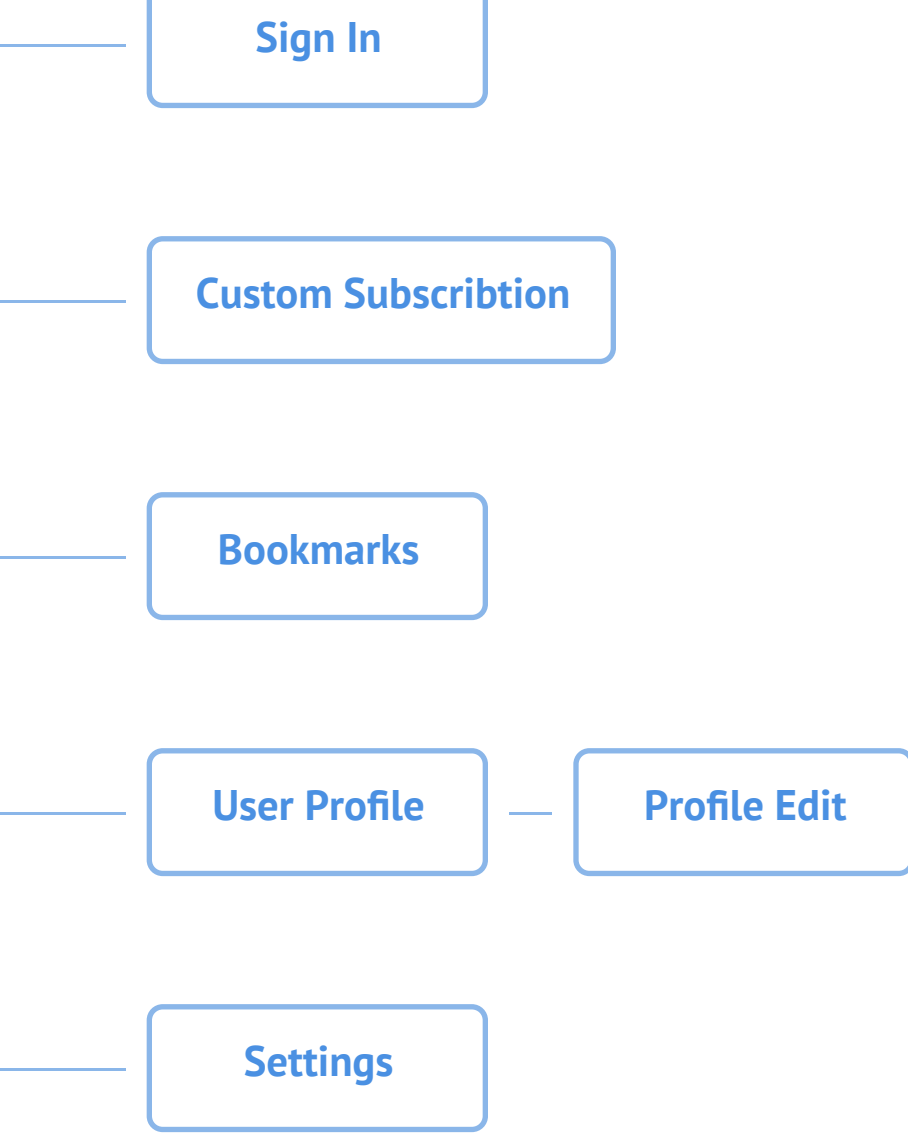 Sign In
Custom Subscribtion
Bookmarks
User Profile
Profile Edit
Settings